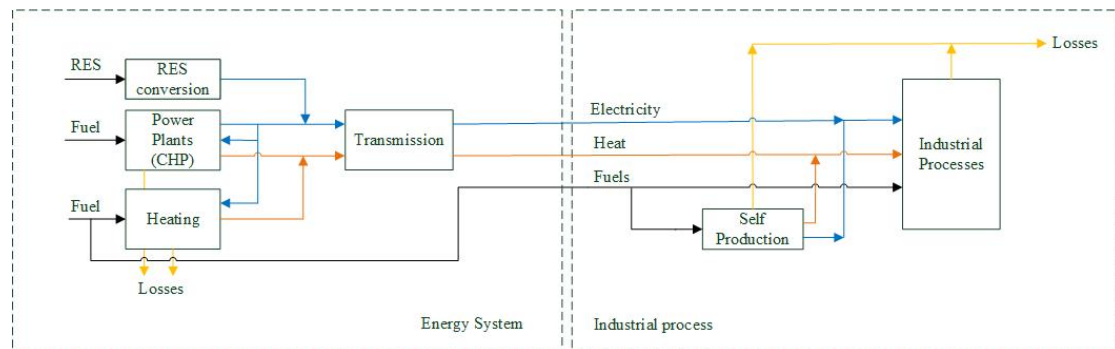 RES
RES
conversion
Fuel
Power
Plants
(CHP)
Fuel
Heating
Losses
Transmission
Energy System
Electricity
Heat
Fuels
Self
Production
Industrial
Processes
Losses
Industrial process